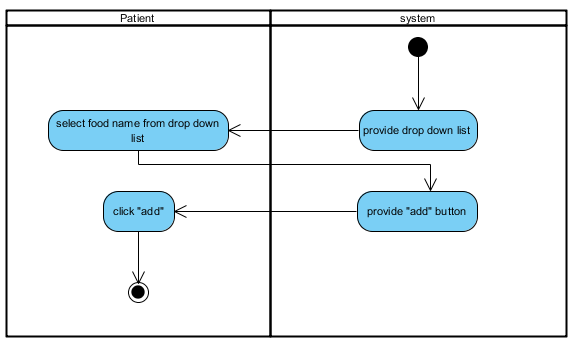 Patient
system
select food name from drop down
list
provide drop down list
click "add"
provide "add" button